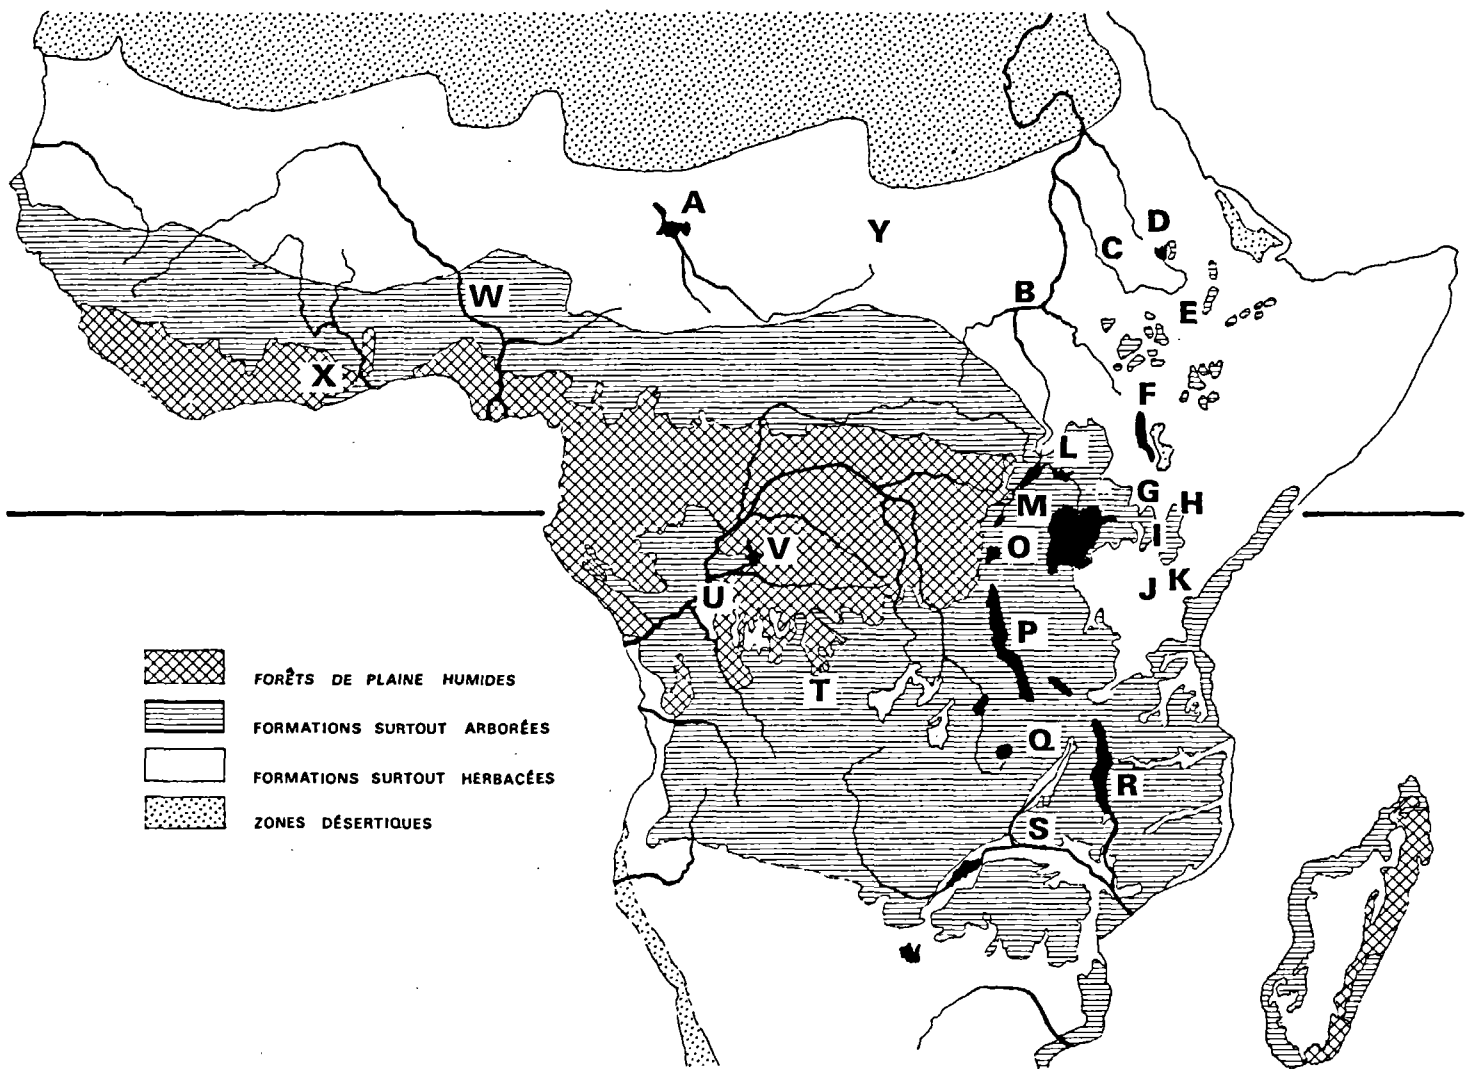 A
Y
D
C
B
E
W
X
F
L
G
H
M
I
O
V
J K
U
P
T
Q
R
S
FORÊTS DE PLAINE HUMIDES
FORMATIONS SURTOUT ARBORÉES
FORMATIONS SURTOUT HERBACÉES
ZONES DÉSERTIQUES